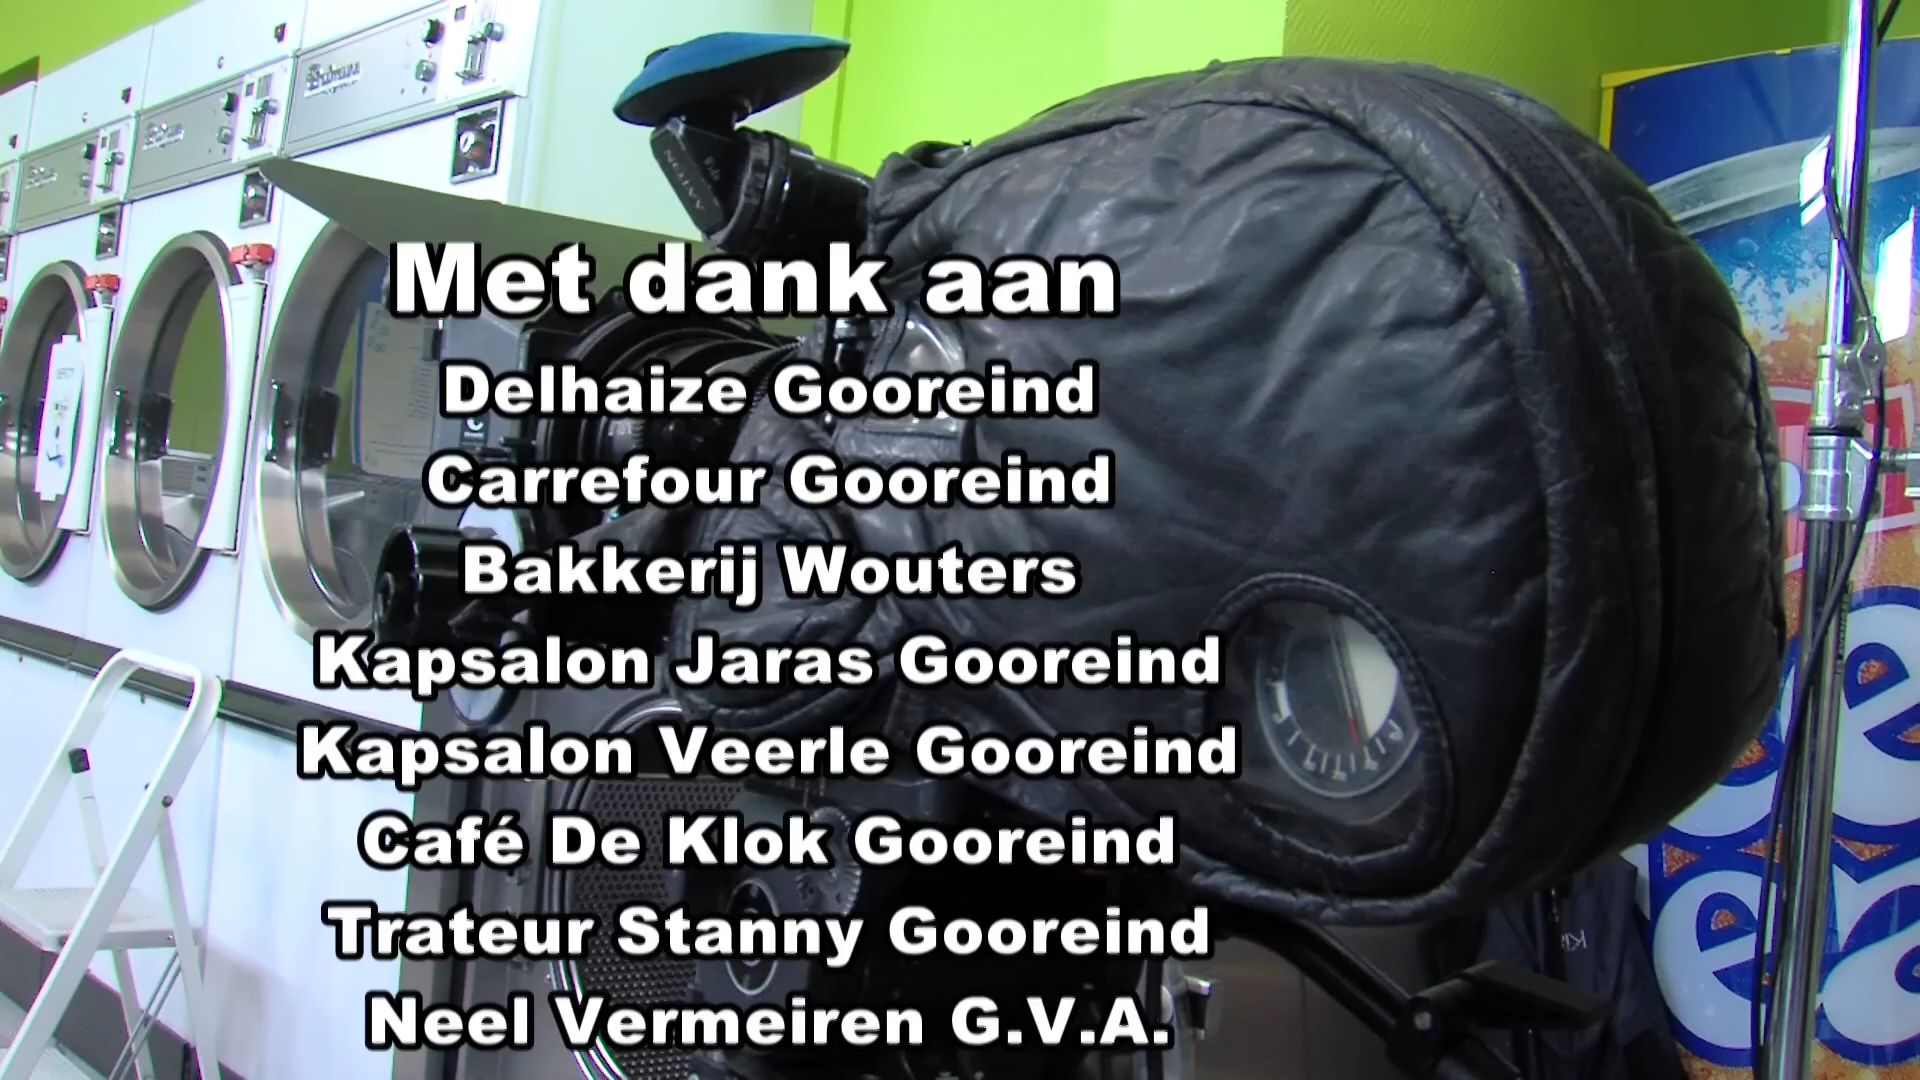 Met dank aan
Delhaize Gooreind
Carrefour Gooreind
Bakkerij Wouters
Kapsalon Jaras Gooreind
Kapsalon Veerle Gooreind
Café De Klok Gooreind
Trateur Stanny Gooreind
Neel Vermeiren G.V.A.
AATON